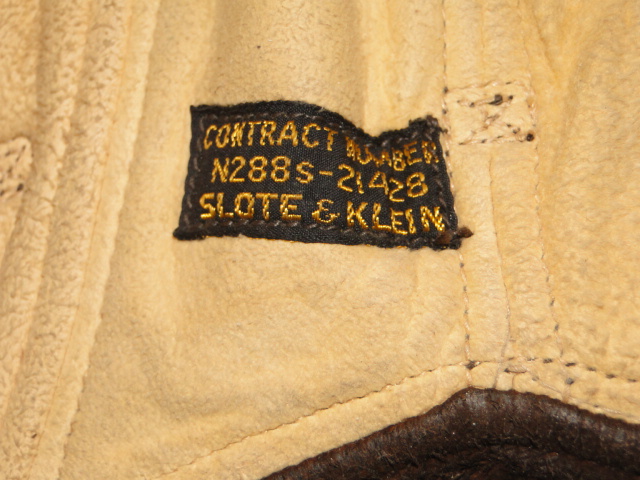 CONTRACT NUMBER
N288S-21428
SLOTE & KLEIN